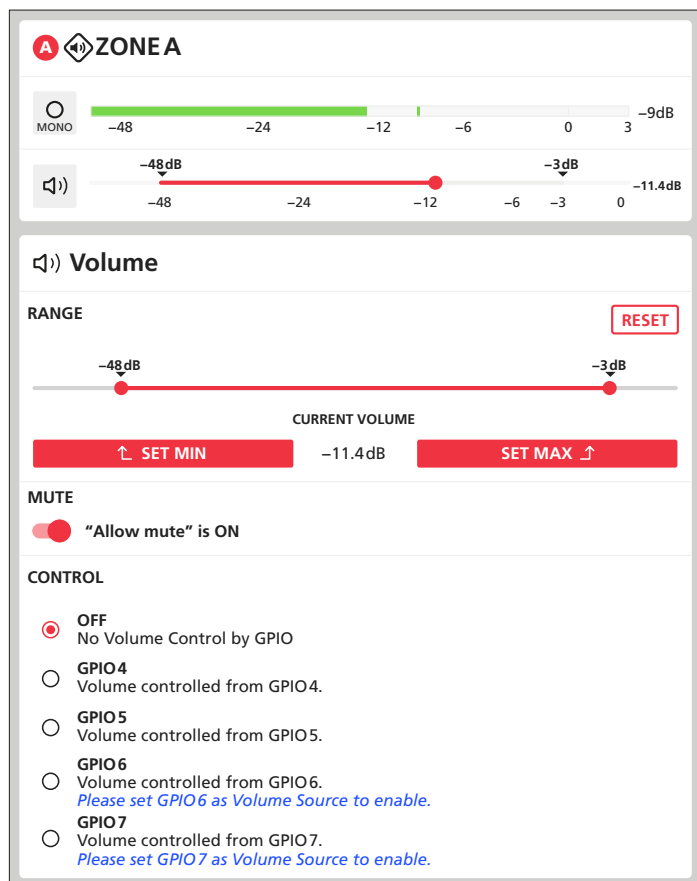 A ZONE A
MONO
−9dB
−48 −24 −12 −6 0 3
−48dB −3dB
−11.4dB
−48 −24 −12 −6 −3 0
Volume
RANGE
RESET
−48dB −3dB
CURRENT VOLUME
SET MIN −11.4dB SET MAX
MUTE
“Allow mute” is ON
CONTROL
OFF
No Volume Control by GPIO
GPIO4
Volume controlled from GPIO4.
GPIO5
Volume controlled from GPIO5.
GPIO6
Volume controlled from GPIO6.
Please set GPIO6 as Volume Source to enable.
GPIO7
Volume controlled from GPIO7.
Please set GPIO7 as Volume Source to enable.